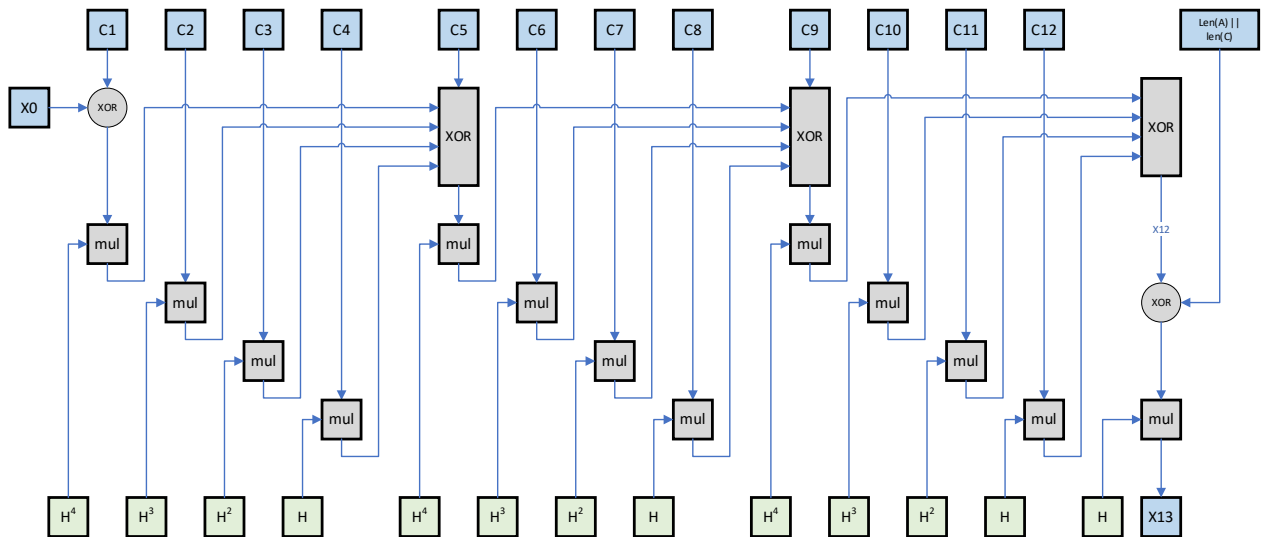 C1 C2 C3 C4 C5 C6 C7 C8 C9 C10 C11 C12 Len(A) ||
len(C)
X0 XOR
XOR XOR XOR
X12
mul mul mul
mul mul mul XOR
mul mul mul
mul mul mul mul
H⁴ H³ H² H H⁴ H³ H² H H⁴ H³ H² H H X13